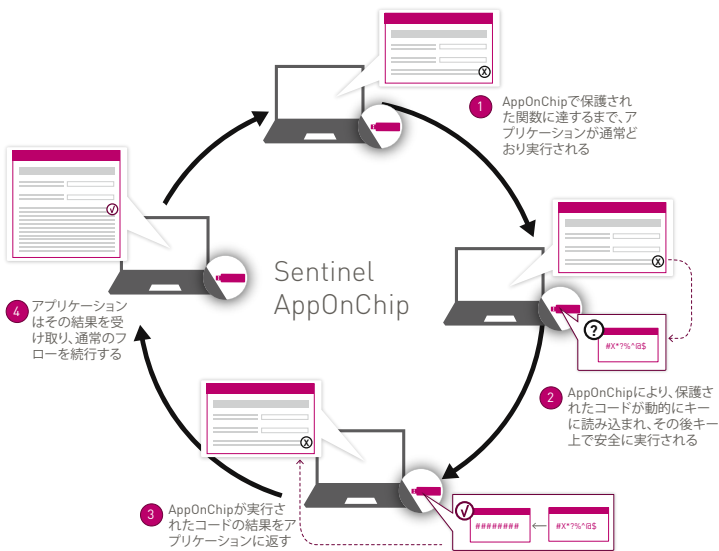 1
AppOnChipで保護され
た関数に達するまで、ア
プリケーションが通常ど
おり実行される
Sentinel
AppOnChip
?
#X*?%^@$
2
AppOnChipにより、保護さ
れたコードが動的にキー
に読み込まれ、その後キー
上で安全に実行される
4
アプリケーション
はその結果を受
け取り、通常のフ
ローを続行する
3
AppOnChipが実行さ
れたコードの結果をア
プリケーションに返す
########
#X*?%^@$